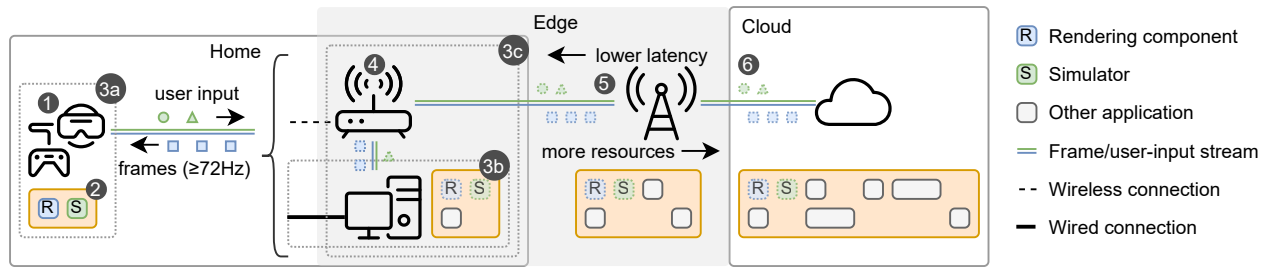 Home
Edge
Cloud
3a
3c
1
user input
4
lower latency
5
6
frames (≥72Hz)
more resources
2
R S
3b
R S
R S
R S
R Rendering component
S Simulator
Other application
Frame/user-input stream
Wireless connection
Wired connection